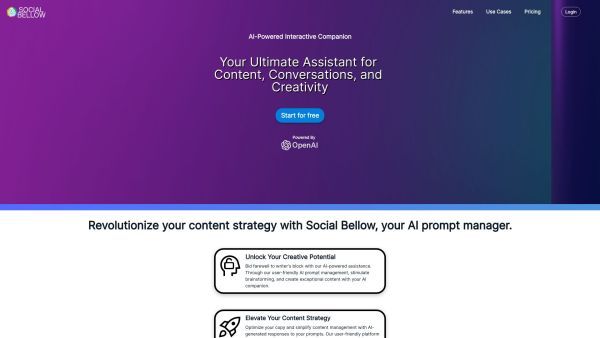 SOCIAL
BELLOW
Features
Use Cases
Pricing
Login
AI-Powered Interactive Companion
Your Ultimate Assistant for
Content, Conversations, and
Creativity
Start for free
Powered By
OpenAI
Revolutionize your content strategy with Social Bellow, your AI prompt manager.
Unlock Your Creative Potential
Bid farewell to writer's block with our AI-powered assistance.
Through our user-friendly AI prompt management, stimulate
brainstorming, and create exceptional content with your AI
companion.
Elevate Your Content Strategy
Optimize your copy and simplify content management with AI-
generated responses to your prompts. Our user-friendly platform